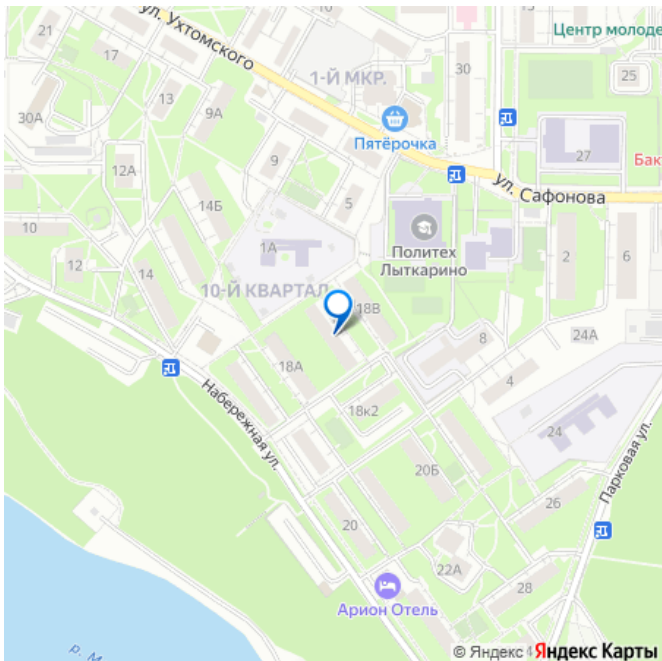 21
ул. Ухтомского
Центр молоде
1-Й МКР.
30
25
13
9А
30А
Пятёрочка
27
9
Бак
12А
ул. Сафонова
14Б
5
10
1А
Политех
Лыткарино
2
6
12
14
10-Й КВАРТАЛ
18В
24А
8
18А
4
18к2
Набережная ул.
24
20Б
Парковая ул.
26
20
22А
28
Арион Отель
р. М
© Яндекс
4
Яндекс Карты